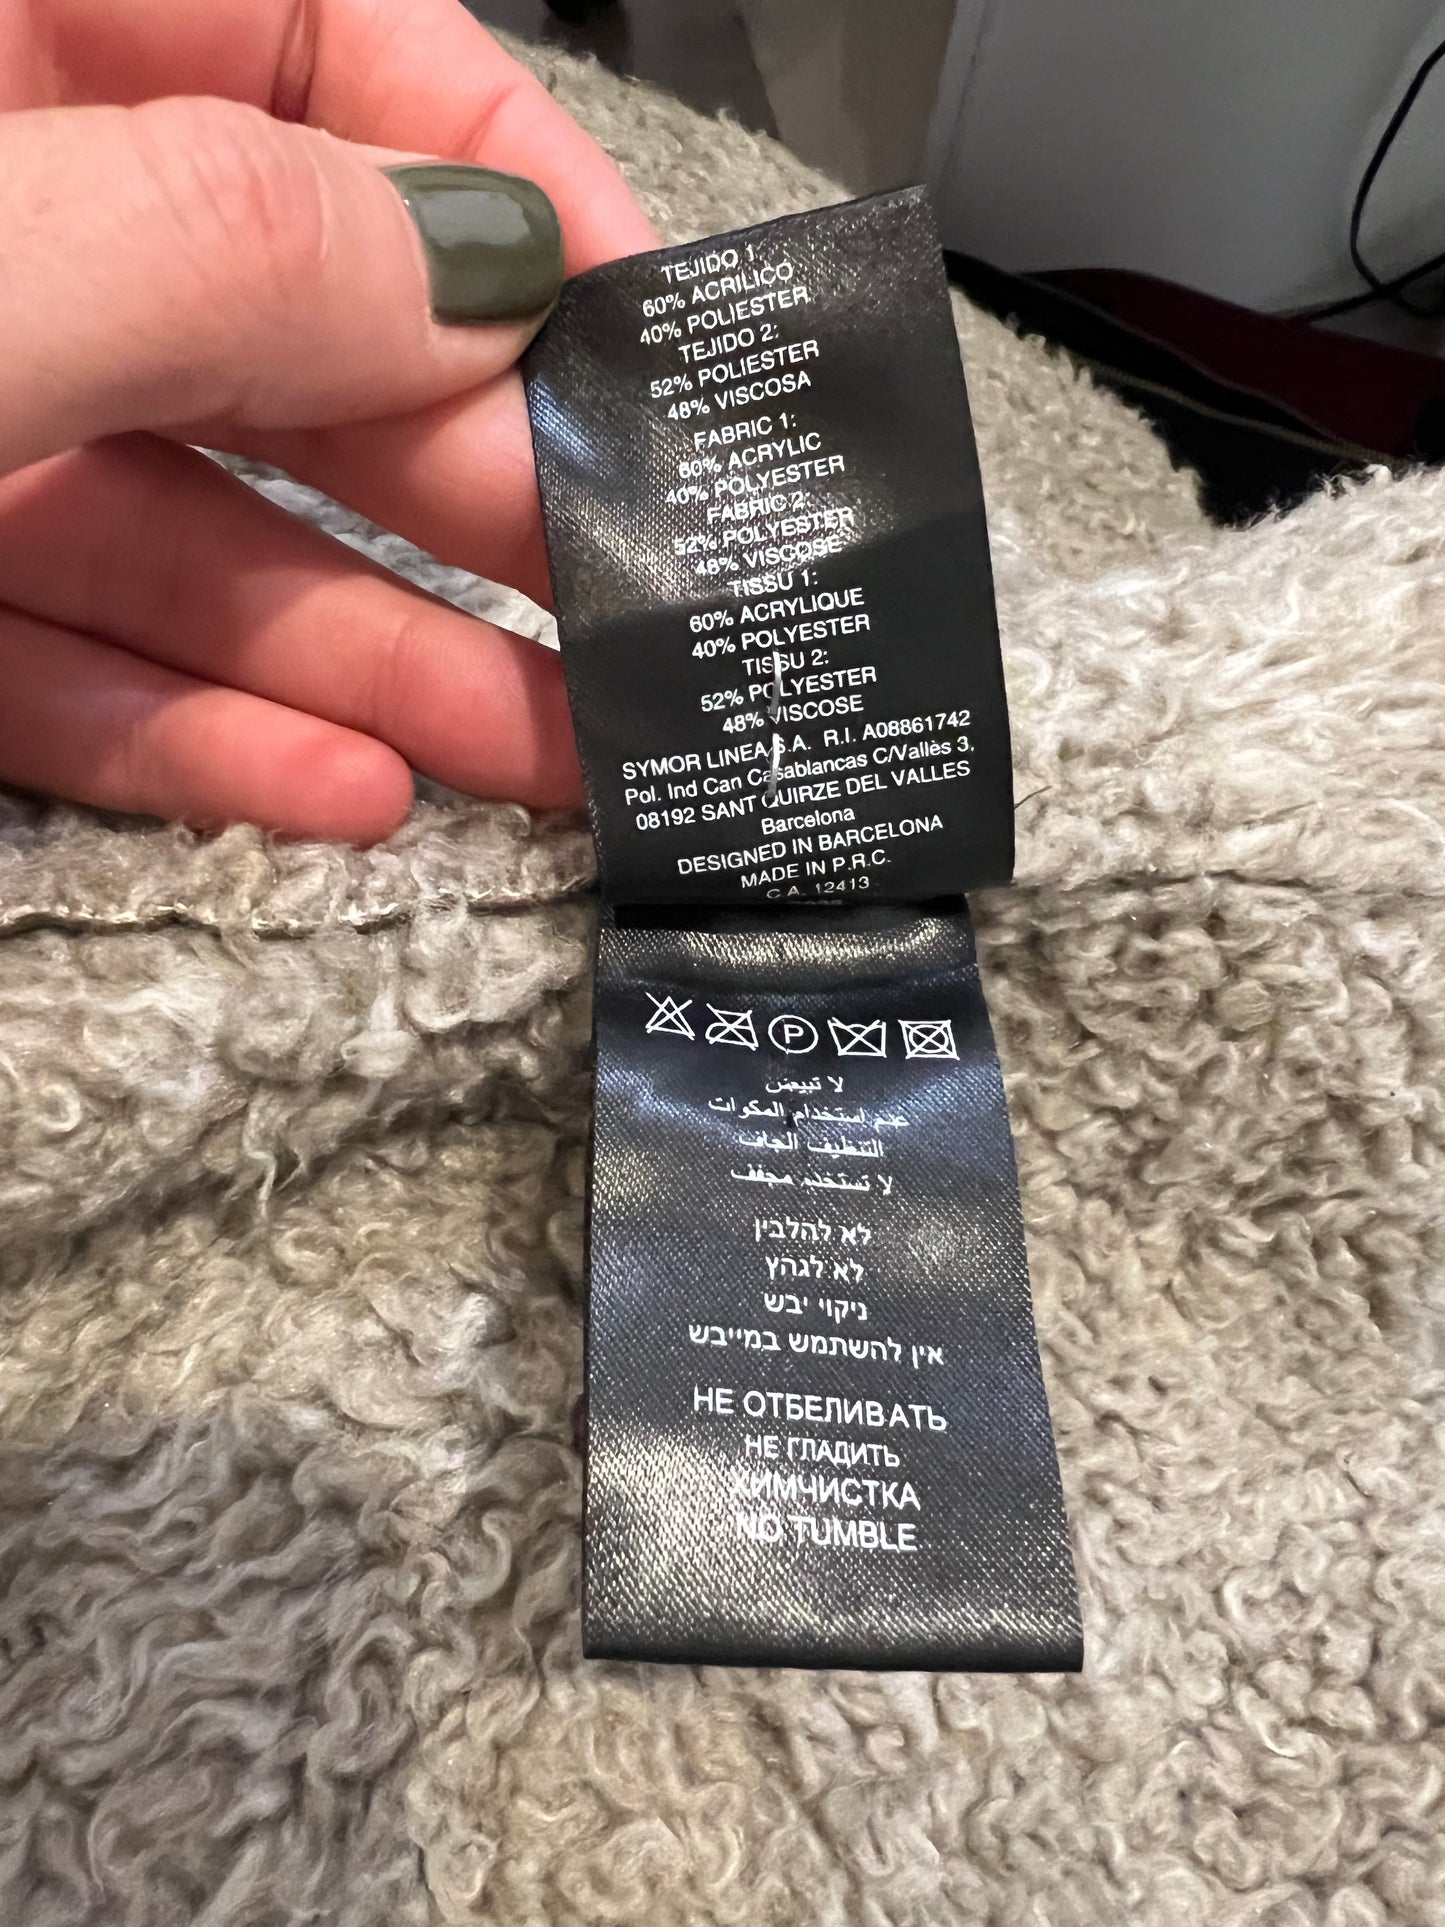 TEJIDO 1
60% ACRILICO
40% POLIESTER
TEJIDO 2:
52% POLIESTER
48% VISCOSA
FABRIC 1:
60% ACRYLIC
40% POLYESTER
FABRIC 2:
52% POLYESTER
48% VISCOSE
TISSU 1:
60% ACRYLIQUE
40% POLYESTER
TISSU 2:
52% POLYESTER
48% VISCOSE
SYMOR LINEA S.A. R.I. A08861742
Pol. Ind Can Casablancas C/Vallès 3,
08192 SANT QUIRZE DEL VALLES
Barcelona
DESIGNED IN BARCELONA
MADE IN P.R.C.
C.A. 12413
P
لا تبيض
عدم استخدام المكوات
التنظيف الجاف
لا تستخدم مجفف
לא להלבין
לא לגהץ
ניקוי יבש
אין להשתמש במייבש
НЕ ОТБЕЛИВАТЬ
НЕ ГЛАДИТЬ
ХИМЧИСТКА
NO TUMBLE